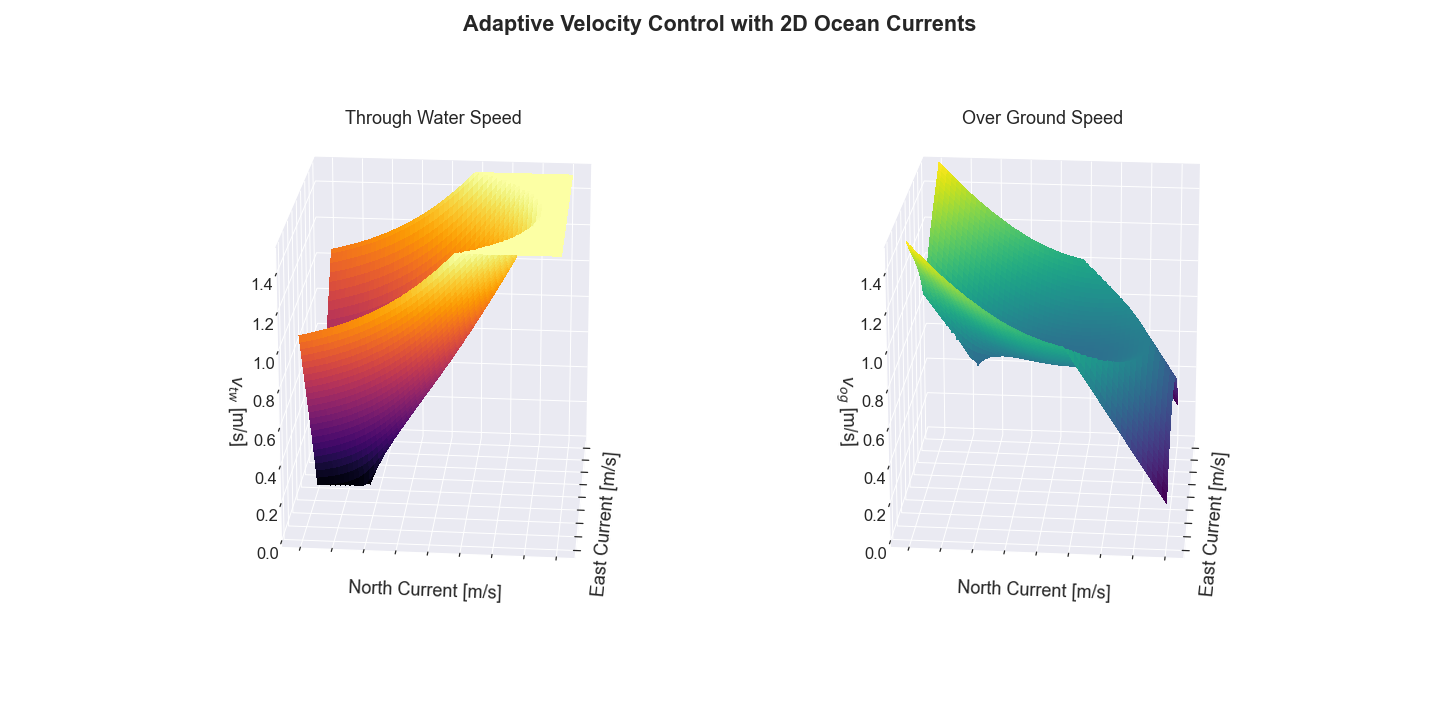 Adaptive Velocity Control with 2D Ocean Currents
Through Water Speed
1.4
1.2
1.0
0.8
0.6
0.4
0.2
0.0
v_tw [m/s]
North Current [m/s]
East Current [m/s]
Over Ground Speed
1.4
1.2
1.0
0.8
0.6
0.4
0.2
0.0
v_og [m/s]
North Current [m/s]
East Current [m/s]